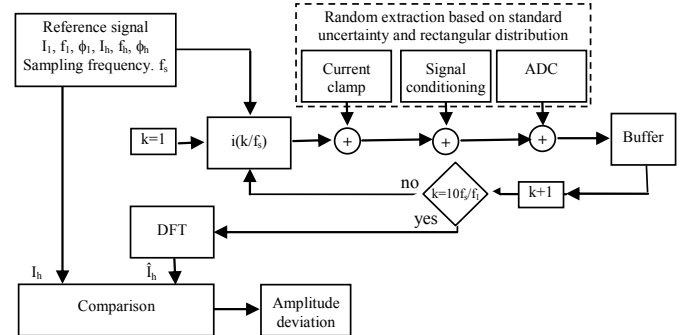 Reference signal
I₁, f₁, ϕ₁, Iₕ, fₕ, ϕₕ
Sampling frequency. fₛ
Random extraction based on standard
uncertainty and rectangular distribution
Current
clamp
Signal
conditioning
ADC
k=1
i(k/fₛ)
+
+
+
Buffer
no
k=10fₛ/f₁
k+1
yes
DFT
Iₕ
Îₕ
Comparison
Amplitude
deviation